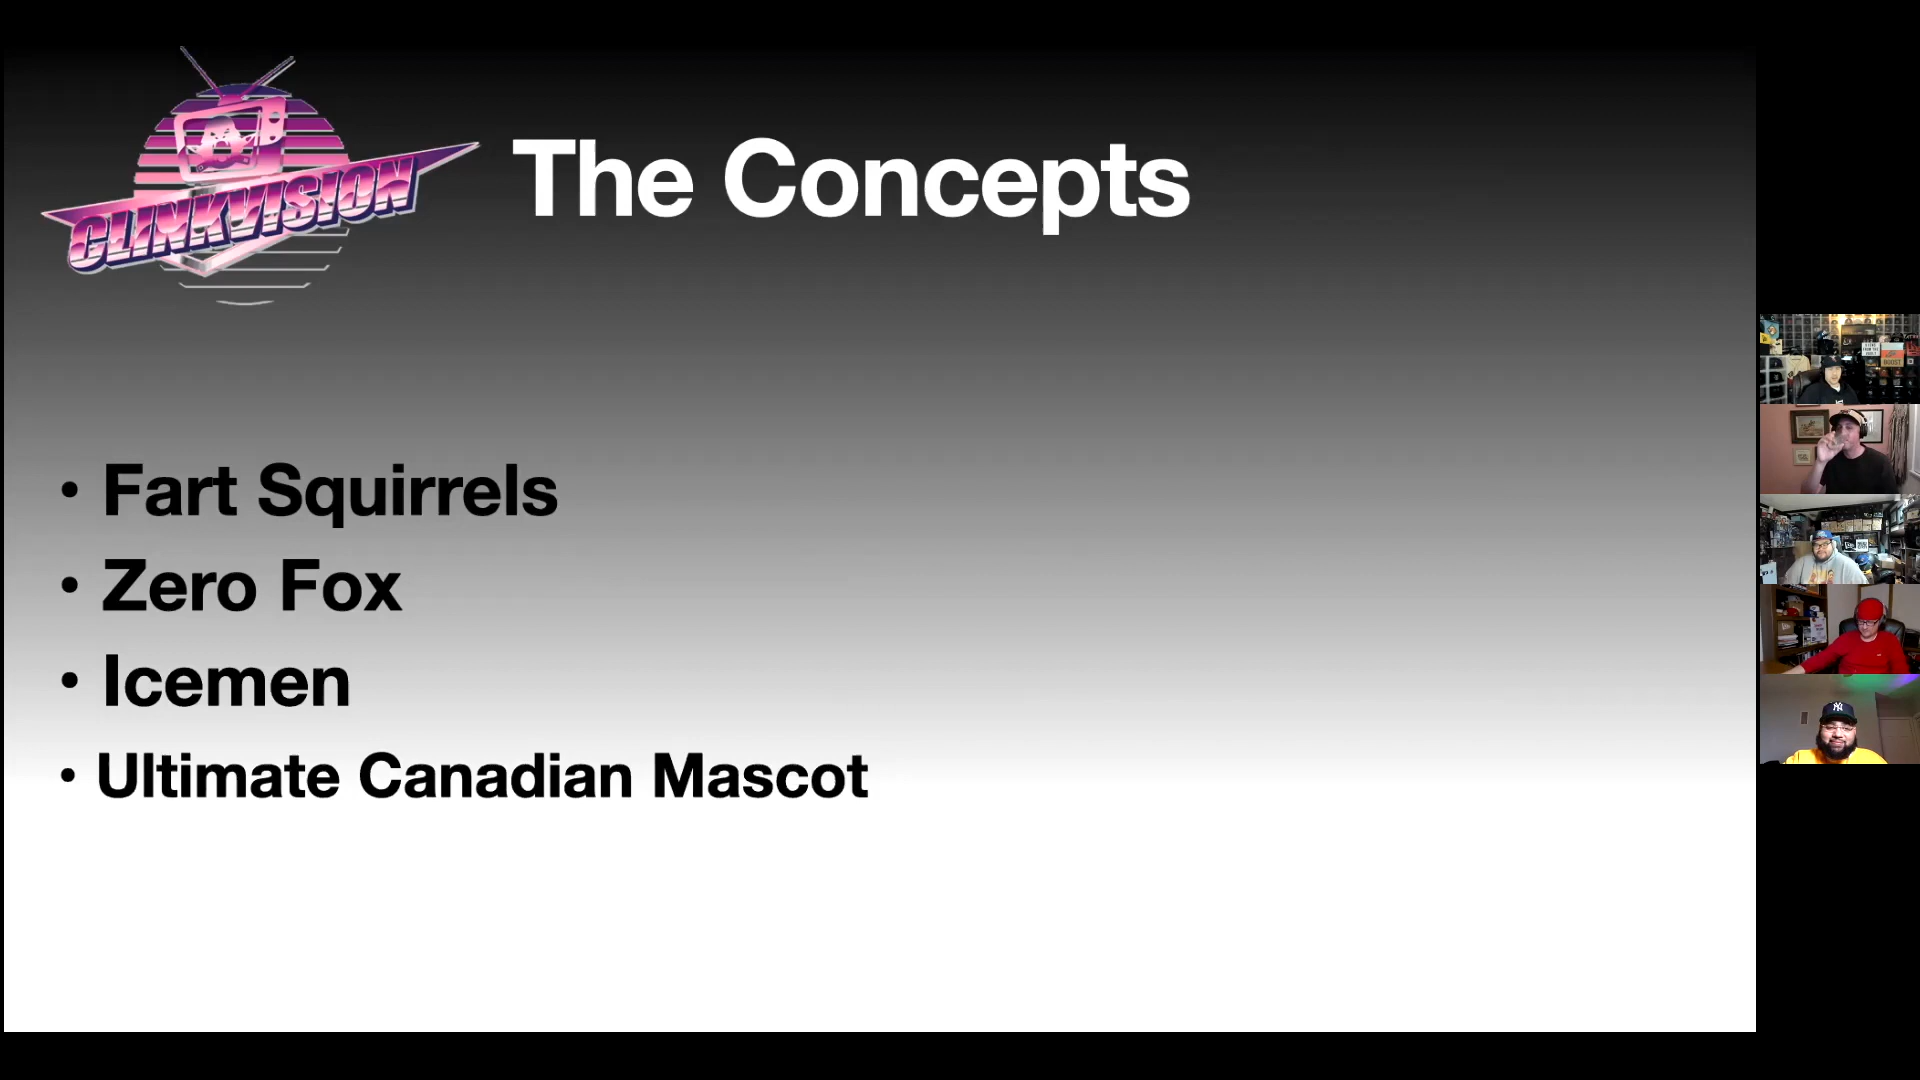 CLINKVISION
The Concepts
• Fart Squirrels
• Zero Fox
• Icemen
• Ultimate Canadian Mascot